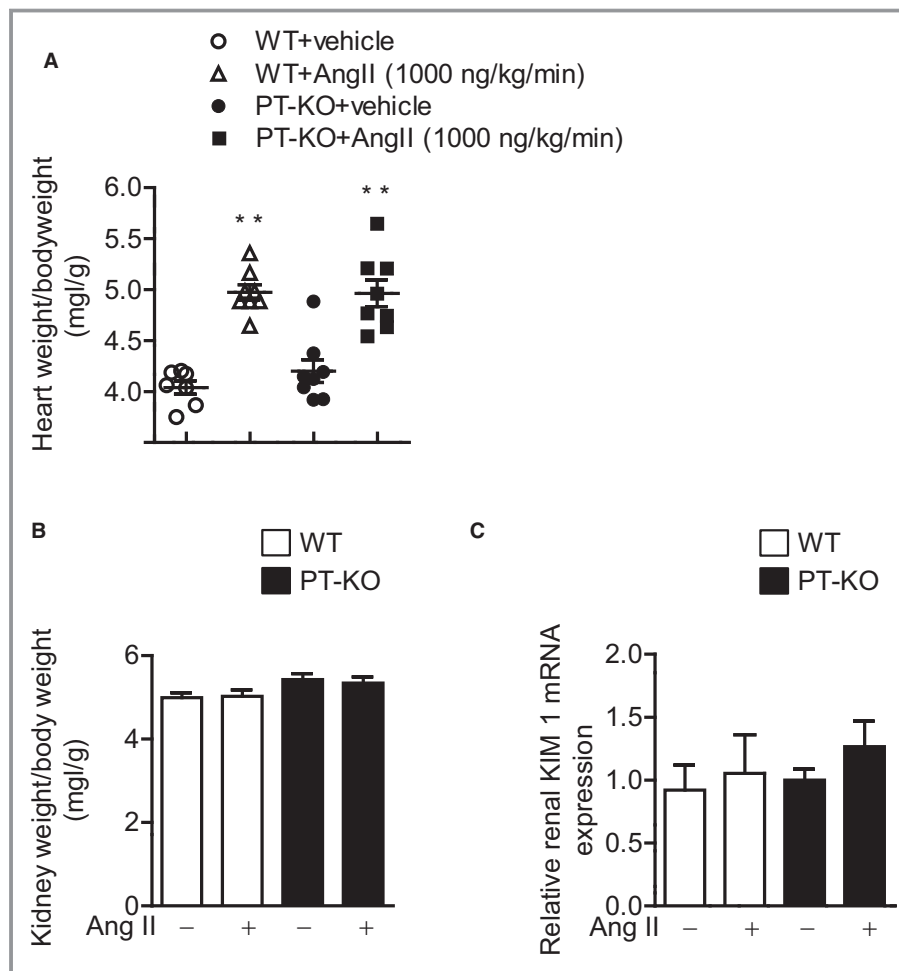 A
WT+vehicle
WT+AngII (1000 ng/kg/min)
PT-KO+vehicle
PT-KO+AngII (1000 ng/kg/min)
Heart weight/bodyweight
(mgl/g)
6.0
5.5
5.0
4.5
4.0
* *
* *
B
WT
PT-KO
Kidney weight/body weight
(mgl/g)
6
4
2
0
Ang II − + − +
C
WT
PT-KO
Relative renal KIM 1 mRNA
expression
2.0
1.5
1.0
0.5
0.0
Ang II − + − +